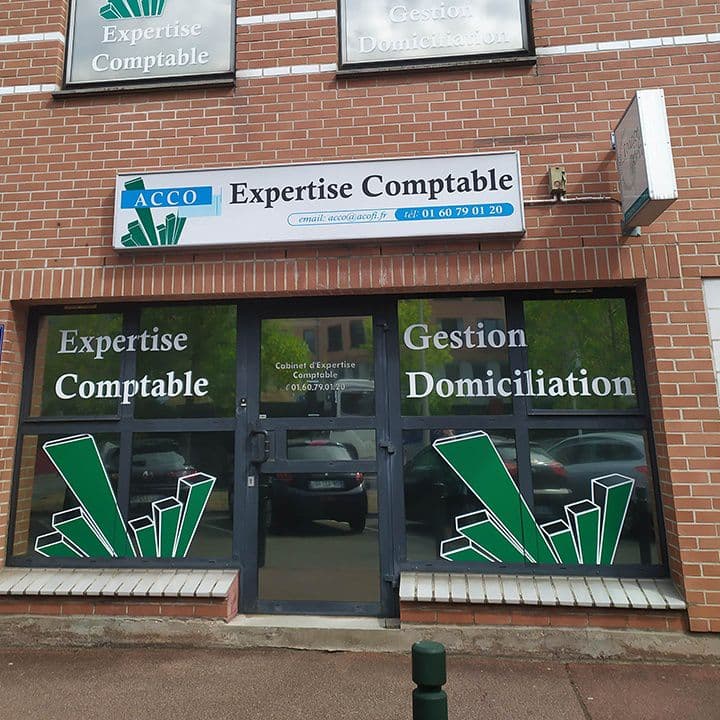 Expertise
Comptable
Gestion
Domiciliation
ACCO
Expertise Comptable
email: acco@acofi.fr
tél: 01 60 79 01 20
Expertise
Comptable
Cabinet d'Expertise
Comptable
01.60.79.01.20
Gestion
Domiciliation